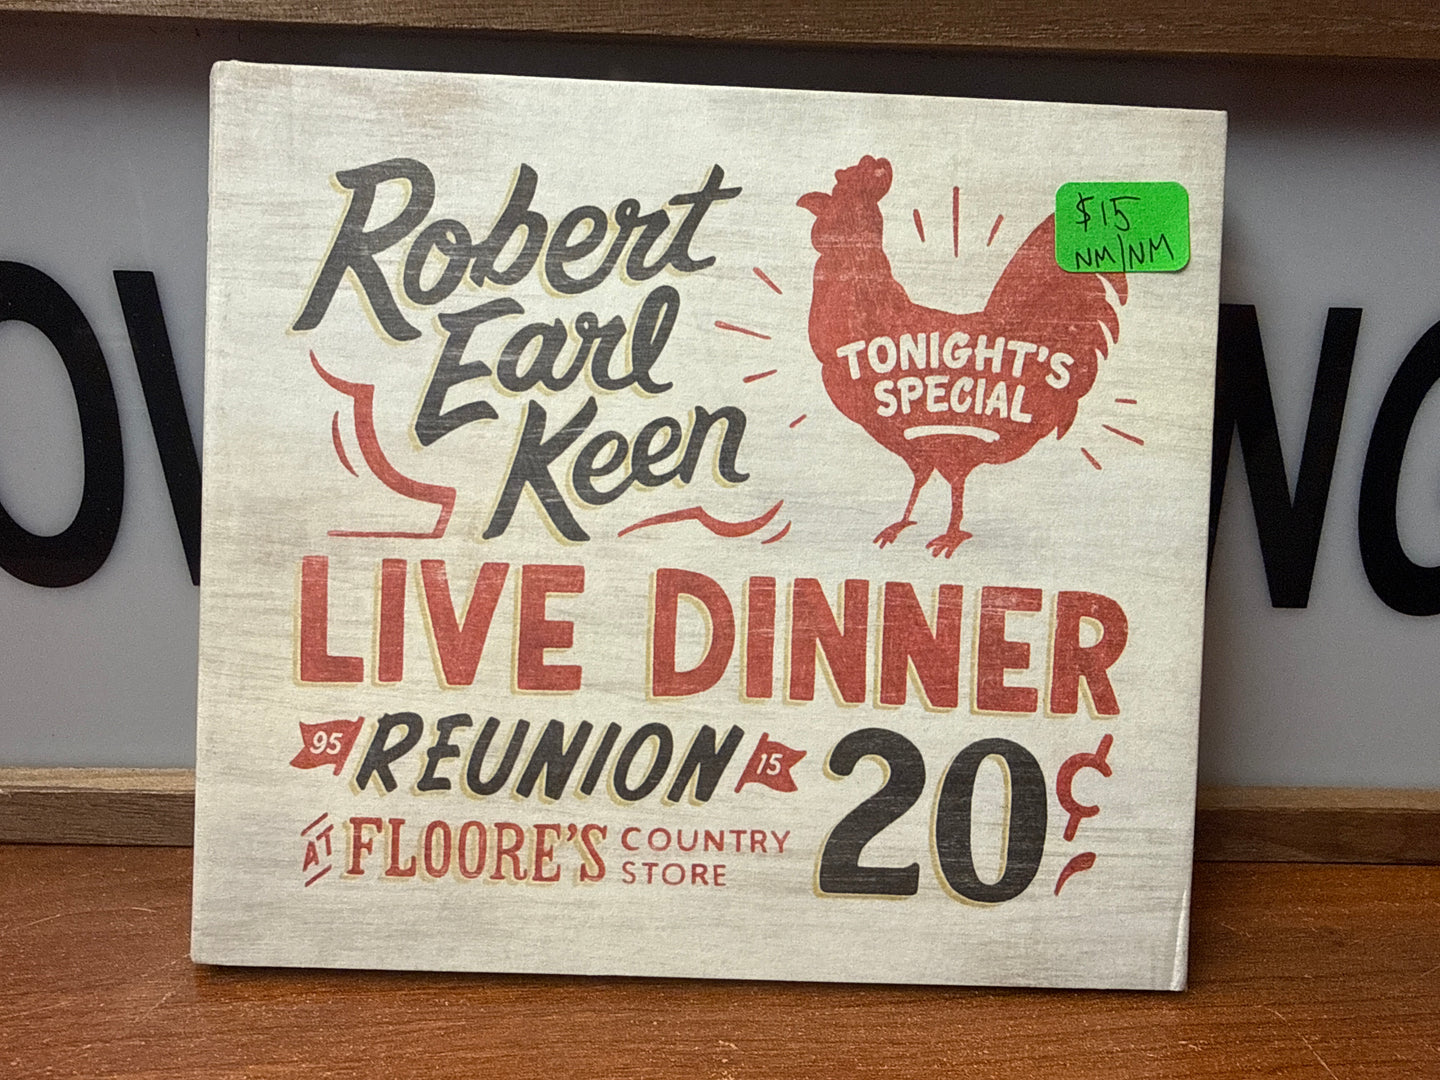 Robert
Earl
Keen
$15
NM/NM
TONIGHT'S
SPECIAL
LIVE DINNER
95 REUNION 15
20¢
AT FLOORE'S COUNTRY
STORE